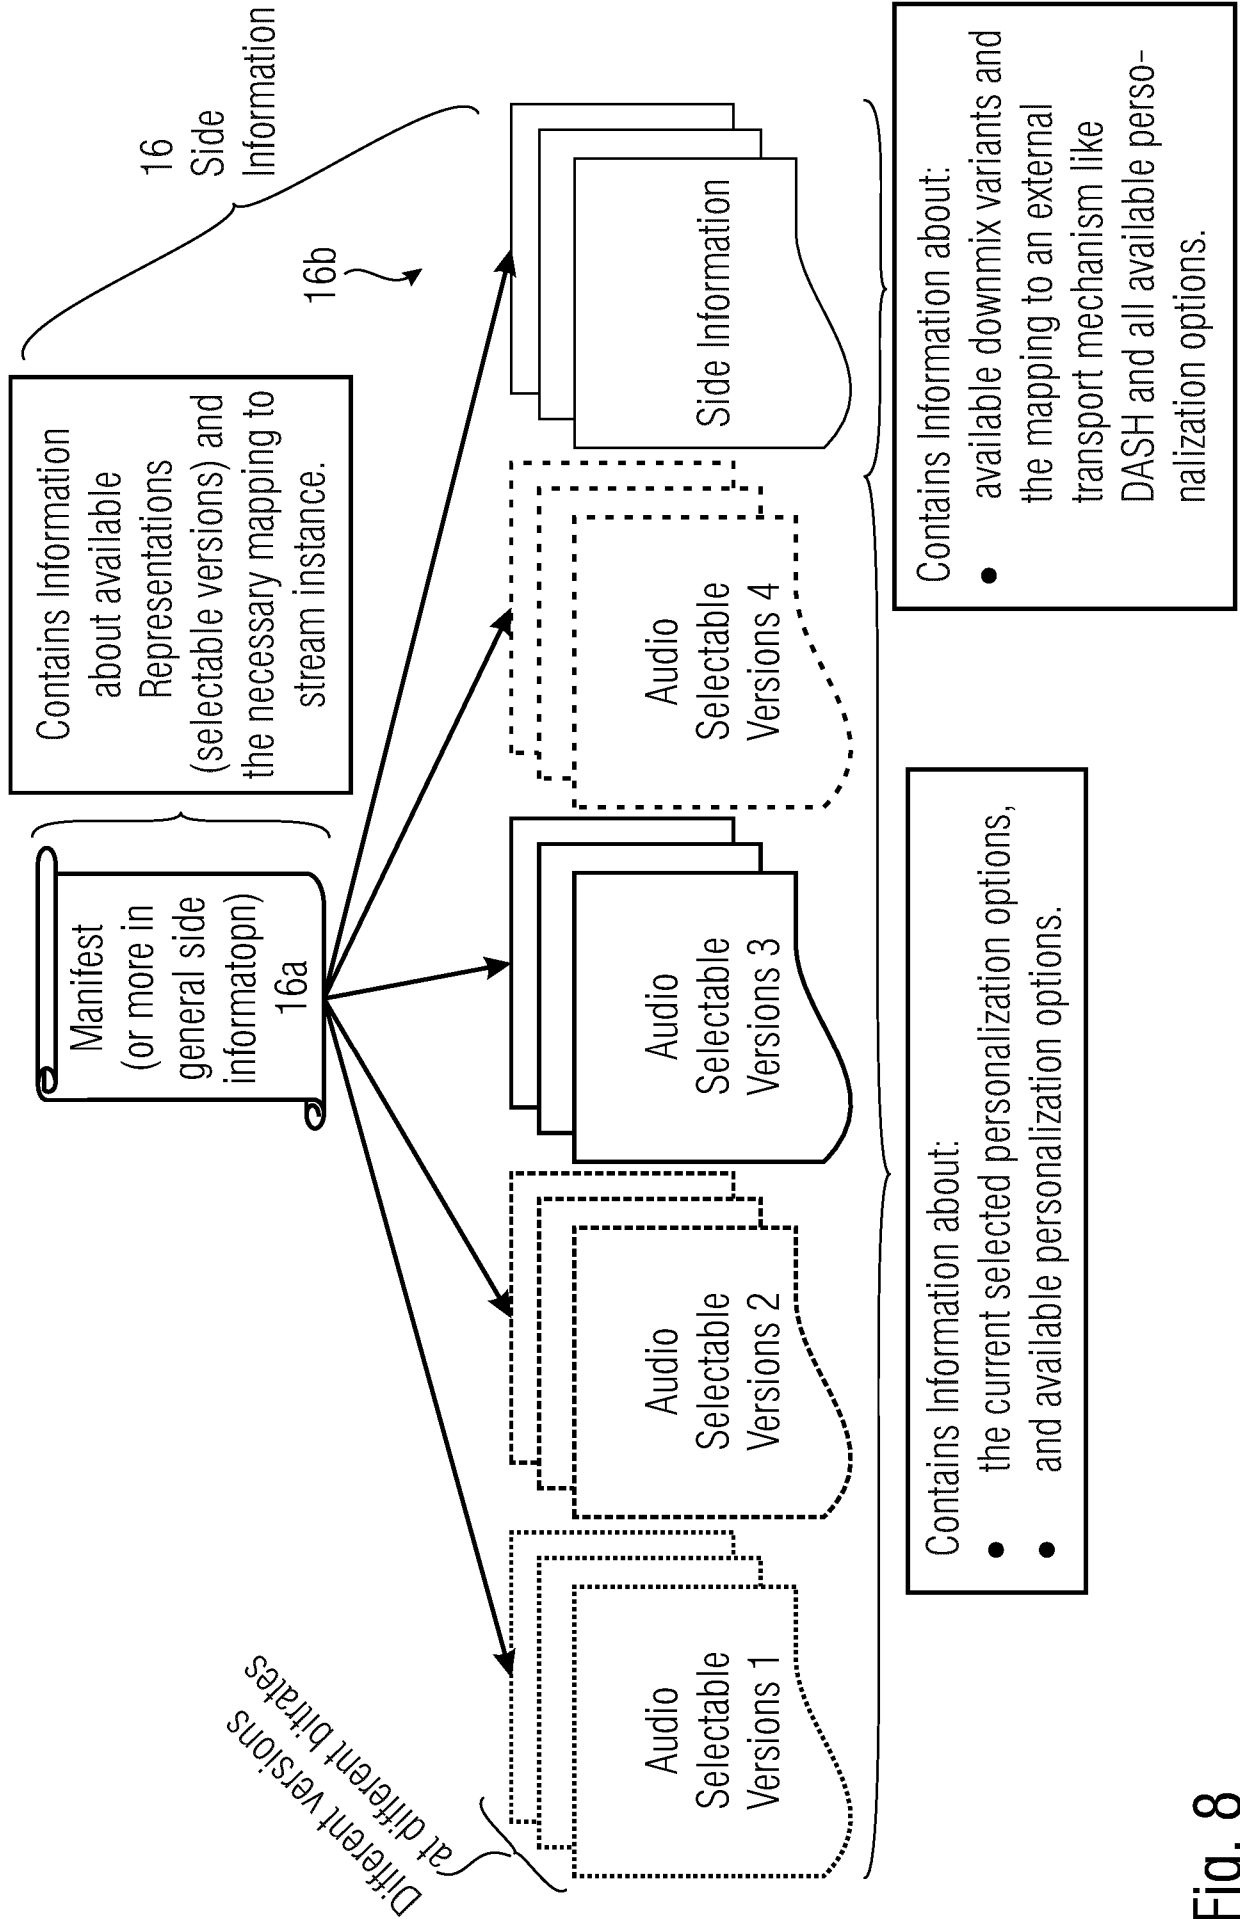 16
Side
Information
Manifest
(or more in
general side
informatopn)
16a
Contains Information
about available
Representations
(selectable versions) and
the necessary mapping to
stream instance.
16b
Different versions
at different bitrates
Audio
Selectable
Versions 1
Audio
Selectable
Versions 2
Audio
Selectable
Versions 3
Audio
Selectable
Versions 4
Side Information
Contains Information about:
● the current selected personalization options,
● and available personalization options.
Contains Information about:
● available downmix variants and
the mapping to an external
transport mechanism like
DASH and all available perso-
nalization options.
Fig. 8